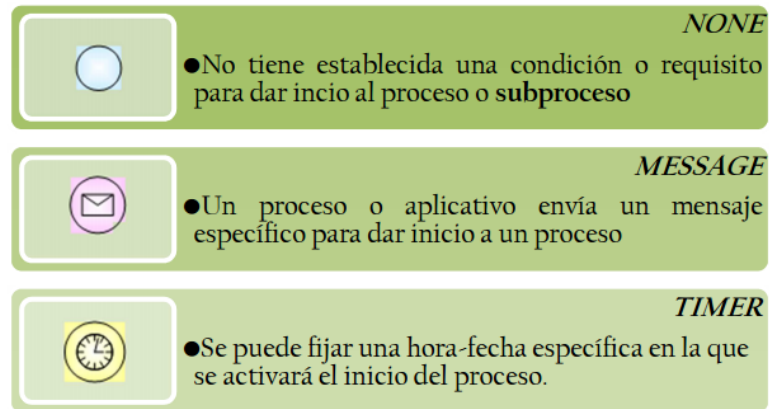 NONE
●No tiene establecida una condición o requisito
para dar incio al proceso o subproceso
MESSAGE
●Un proceso o aplicativo envía un mensaje
específico para dar inicio a un proceso
TIMER
●Se puede fijar una hora-fecha específica en la que
se activará el inicio del proceso.